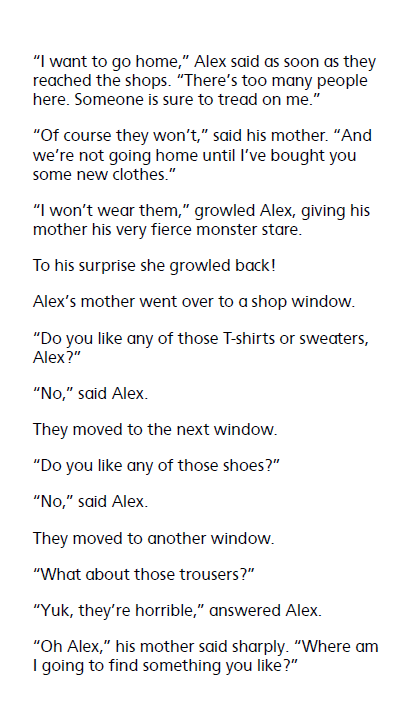 “I want to go home,” Alex said as soon as they
reached the shops. “There’s too many people
here. Someone is sure to tread on me.”
“Of course they won’t,” said his mother. “And
we’re not going home until I’ve bought you
some new clothes.”
“I won’t wear them,” growled Alex, giving his
mother his very fierce monster stare.
To his surprise she growled back!
Alex’s mother went over to a shop window.
“Do you like any of those T-shirts or sweaters,
Alex?”
“No,” said Alex.
They moved to the next window.
“Do you like any of those shoes?”
“No,” said Alex.
They moved to another window.
“What about those trousers?”
“Yuk, they’re horrible,” answered Alex.
“Oh Alex,” his mother said sharply. “Where am
I going to find something you like?”